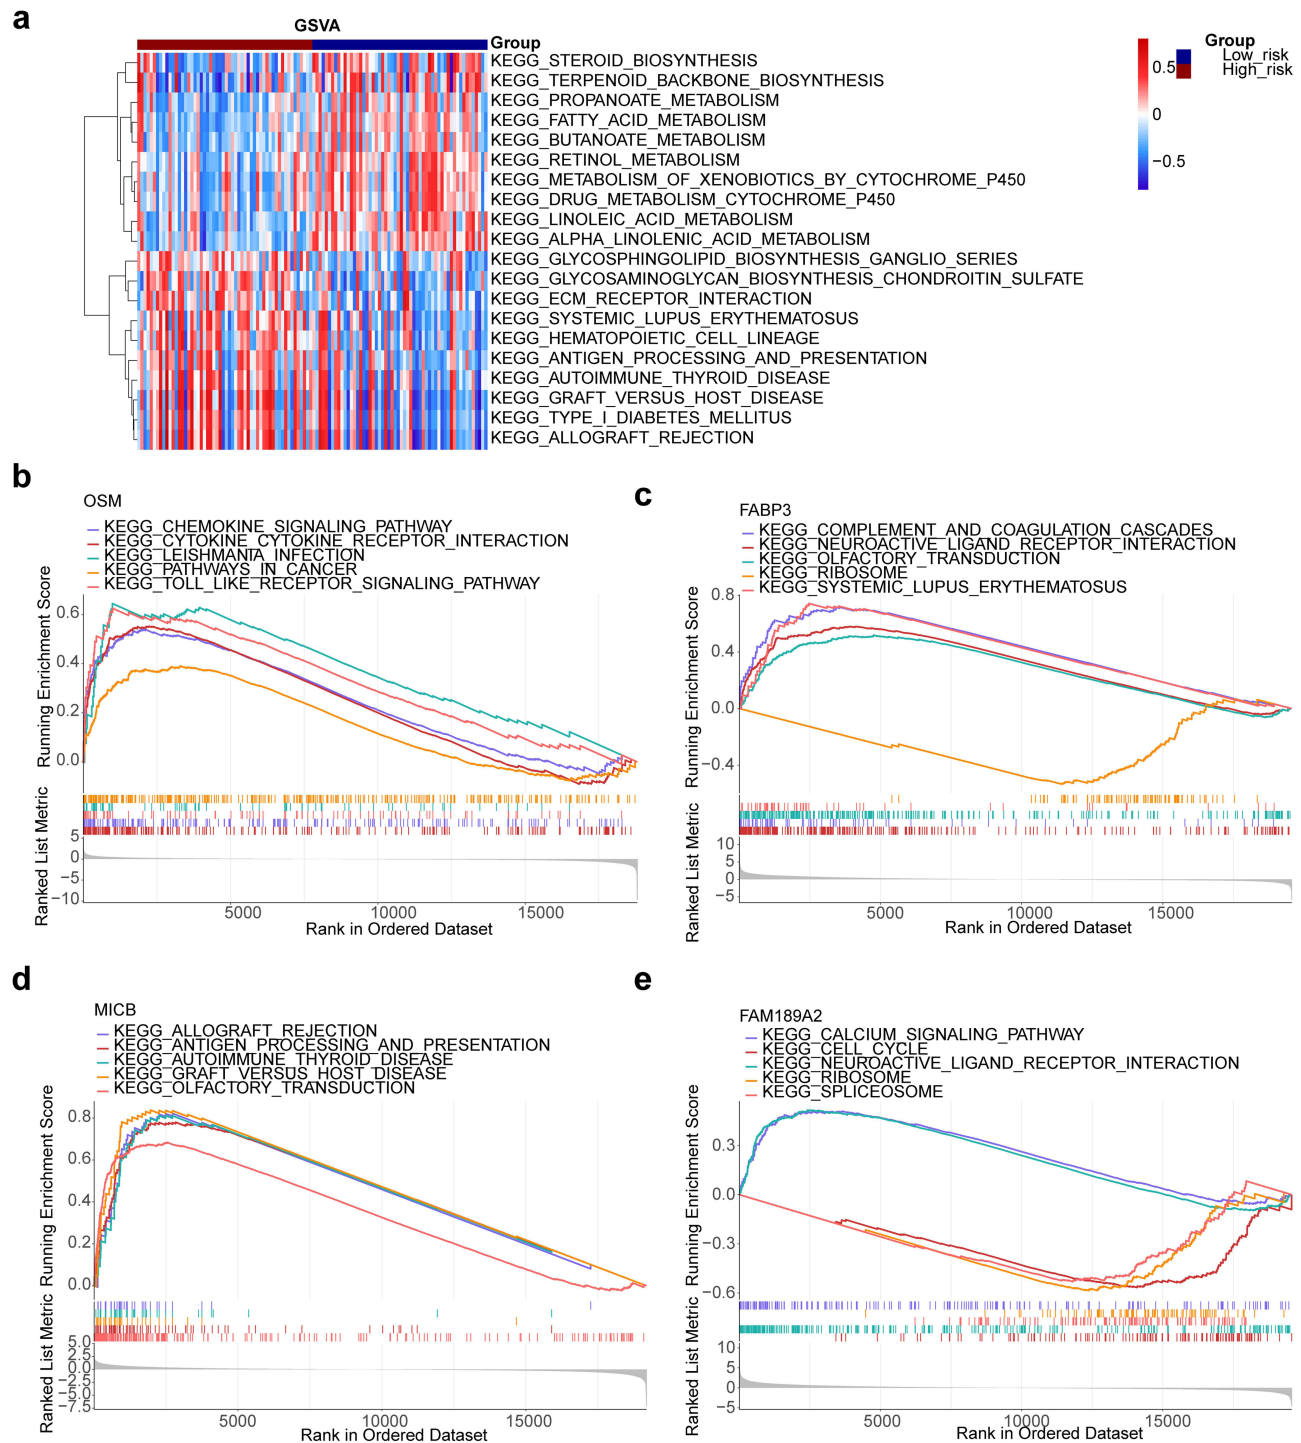 a
GSVA
Group
KEGG_STEROID_BIOSYNTHESIS
KEGG_TERPENOID_BACKBONE_BIOSYNTHESIS
KEGG_PROPANOATE_METABOLISM
KEGG_FATTY_ACID_METABOLISM
KEGG_BUTANOATE_METABOLISM
KEGG_RETINOL_METABOLISM
KEGG_METABOLISM_OF_XENOBIOTICS_BY_CYTOCHROME_P450
KEGG_DRUG_METABOLISM_CYTOCHROME_P450
KEGG_LINOLEIC_ACID_METABOLISM
KEGG_ALPHA_LINOLENIC_ACID_METABOLISM
KEGG_GLYCOSPHINGOLIPID_BIOSYNTHESIS_GANGLIO_SERIES
KEGG_GLYCOSAMINOGLYCAN_BIOSYNTHESIS_CHONDROITIN_SULFATE
KEGG_ECM_RECEPTOR_INTERACTION
KEGG_SYSTEMIC_LUPUS_ERYTHEMATOSUS
KEGG_HEMATOPOIETIC_CELL_LINEAGE
KEGG_ANTIGEN_PROCESSING_AND_PRESENTATION
KEGG_AUTOIMMUNE_THYROID_DISEASE
KEGG_GRAFT_VERSUS_HOST_DISEASE
KEGG_TYPE_I_DIABETES_MELLITUS
KEGG_ALLOGRAFT_REJECTION
0.5
0
−0.5
Group
Low_risk
High_risk
b
OSM
KEGG_CHEMOKINE_SIGNALING_PATHWAY
KEGG_CYTOKINE_CYTOKINE_RECEPTOR_INTERACTION
KEGG_LEISHMANIA_INFECTION
KEGG_PATHWAYS_IN_CANCER
KEGG_TOLL_LIKE_RECEPTOR_SIGNALING_PATHWAY
Running Enrichment Score
0.6
0.4
0.2
0.0
Ranked List Metric
5
0
−5
−10
5000 10000 15000
Rank in Ordered Dataset
c
FABP3
KEGG_COMPLEMENT_AND_COAGULATION_CASCADES
KEGG_NEUROACTIVE_LIGAND_RECEPTOR_INTERACTION
KEGG_OLFACTORY_TRANSDUCTION
KEGG_RIBOSOME
KEGG_SYSTEMIC_LUPUS_ERYTHEMATOSUS
Running Enrichment Score
0.8
0.4
0.0
−0.4
Ranked List Metric
10
5
0
−5
5000 10000 15000
Rank in Ordered Dataset
d
MICB
KEGG_ALLOGRAFT_REJECTION
KEGG_ANTIGEN_PROCESSING_AND_PRESENTATION
KEGG_AUTOIMMUNE_THYROID_DISEASE
KEGG_GRAFT_VERSUS_HOST_DISEASE
KEGG_OLFACTORY_TRANSDUCTION
Running Enrichment Score
0.8
0.6
0.4
0.2
0.0
Ranked List Metric
5.0
2.5
0.0
−2.5
−5.0
−7.5
5000 10000 15000
Rank in Ordered Dataset
e
FAM189A2
KEGG_CALCIUM_SIGNALING_PATHWAY
KEGG_CELL_CYCLE
KEGG_NEUROACTIVE_LIGAND_RECEPTOR_INTERACTION
KEGG_RIBOSOME
KEGG_SPLICEOSOME
Running Enrichment Score
0.3
0.0
−0.3
−0.6
Ranked List Metric
10
5
0
−5
5000 10000 15000
Rank in Ordered Dataset